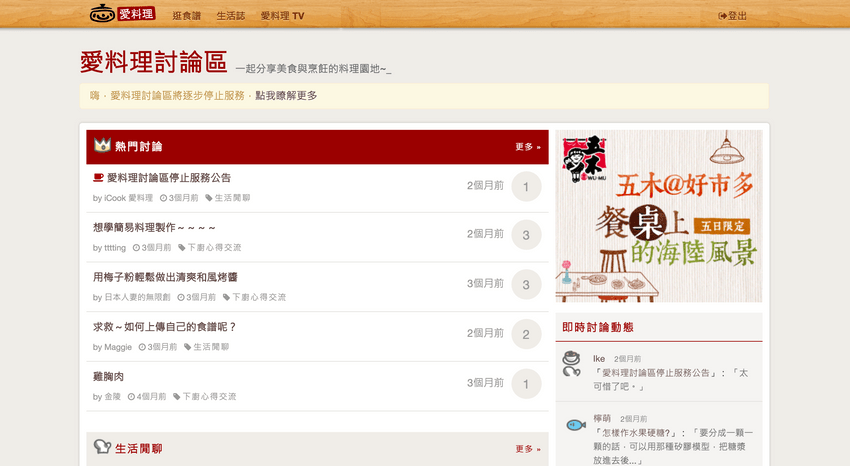 愛料理 逛食譜 生活誌 愛料理 TV 登出
愛料理討論區 一起分享美食與烹飪的料理園地~_
嗨，愛料理討論區將逐步停止服務，點我瞭解更多
熱門討論 更多 »
愛料理討論區停止服務公告 2個月前 1
by iCook 愛料理 3個月前 生活閒聊
想學簡易料理製作～～～～ 2個月前 3
by tttting 3個月前 下廚心得交流
用梅子粉輕鬆做出清爽和風烤醬 3個月前 3
by 日本人妻的無限創 3個月前 下廚心得交流
求救～如何上傳自己的食譜呢？ 2個月前 2
by Maggie 3個月前 生活閒聊
雞胸肉 3個月前 1
by 金陵 4個月前 下廚心得交流
生活閒聊 更多 »
五木
WU-MU
五木@好市多
餐桌上 五日限定
的海陸風景
即時討論動態
Ike 2個月前
「愛料理討論區停止服務公告」：「太
可惜了吧。」
檸萌 2個月前
「怎樣作水果硬糖?」：「要分成一顆一
顆的話，可以用那種矽膠模型，把糖漿
放進去後...」